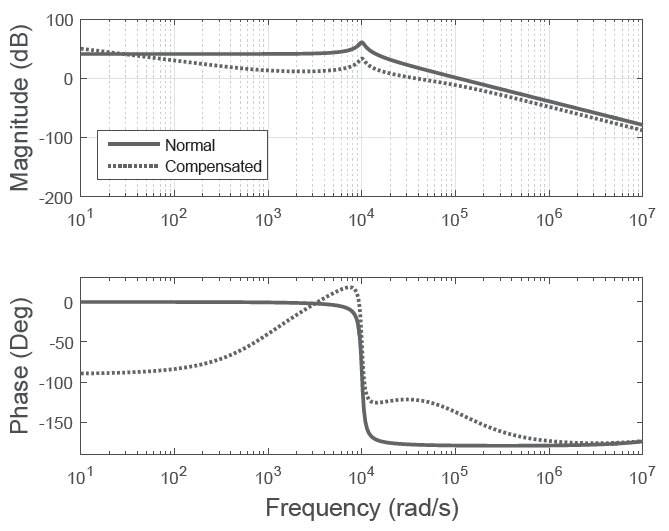 Magnitude (dB)
100
0
-100
-200
Normal
Compensated
10^1 10^2 10^3 10^4 10^5 10^6 10^7
Phase (Deg)
0
-50
-100
-150
10^1 10^2 10^3 10^4 10^5 10^6 10^7
Frequency (rad/s)